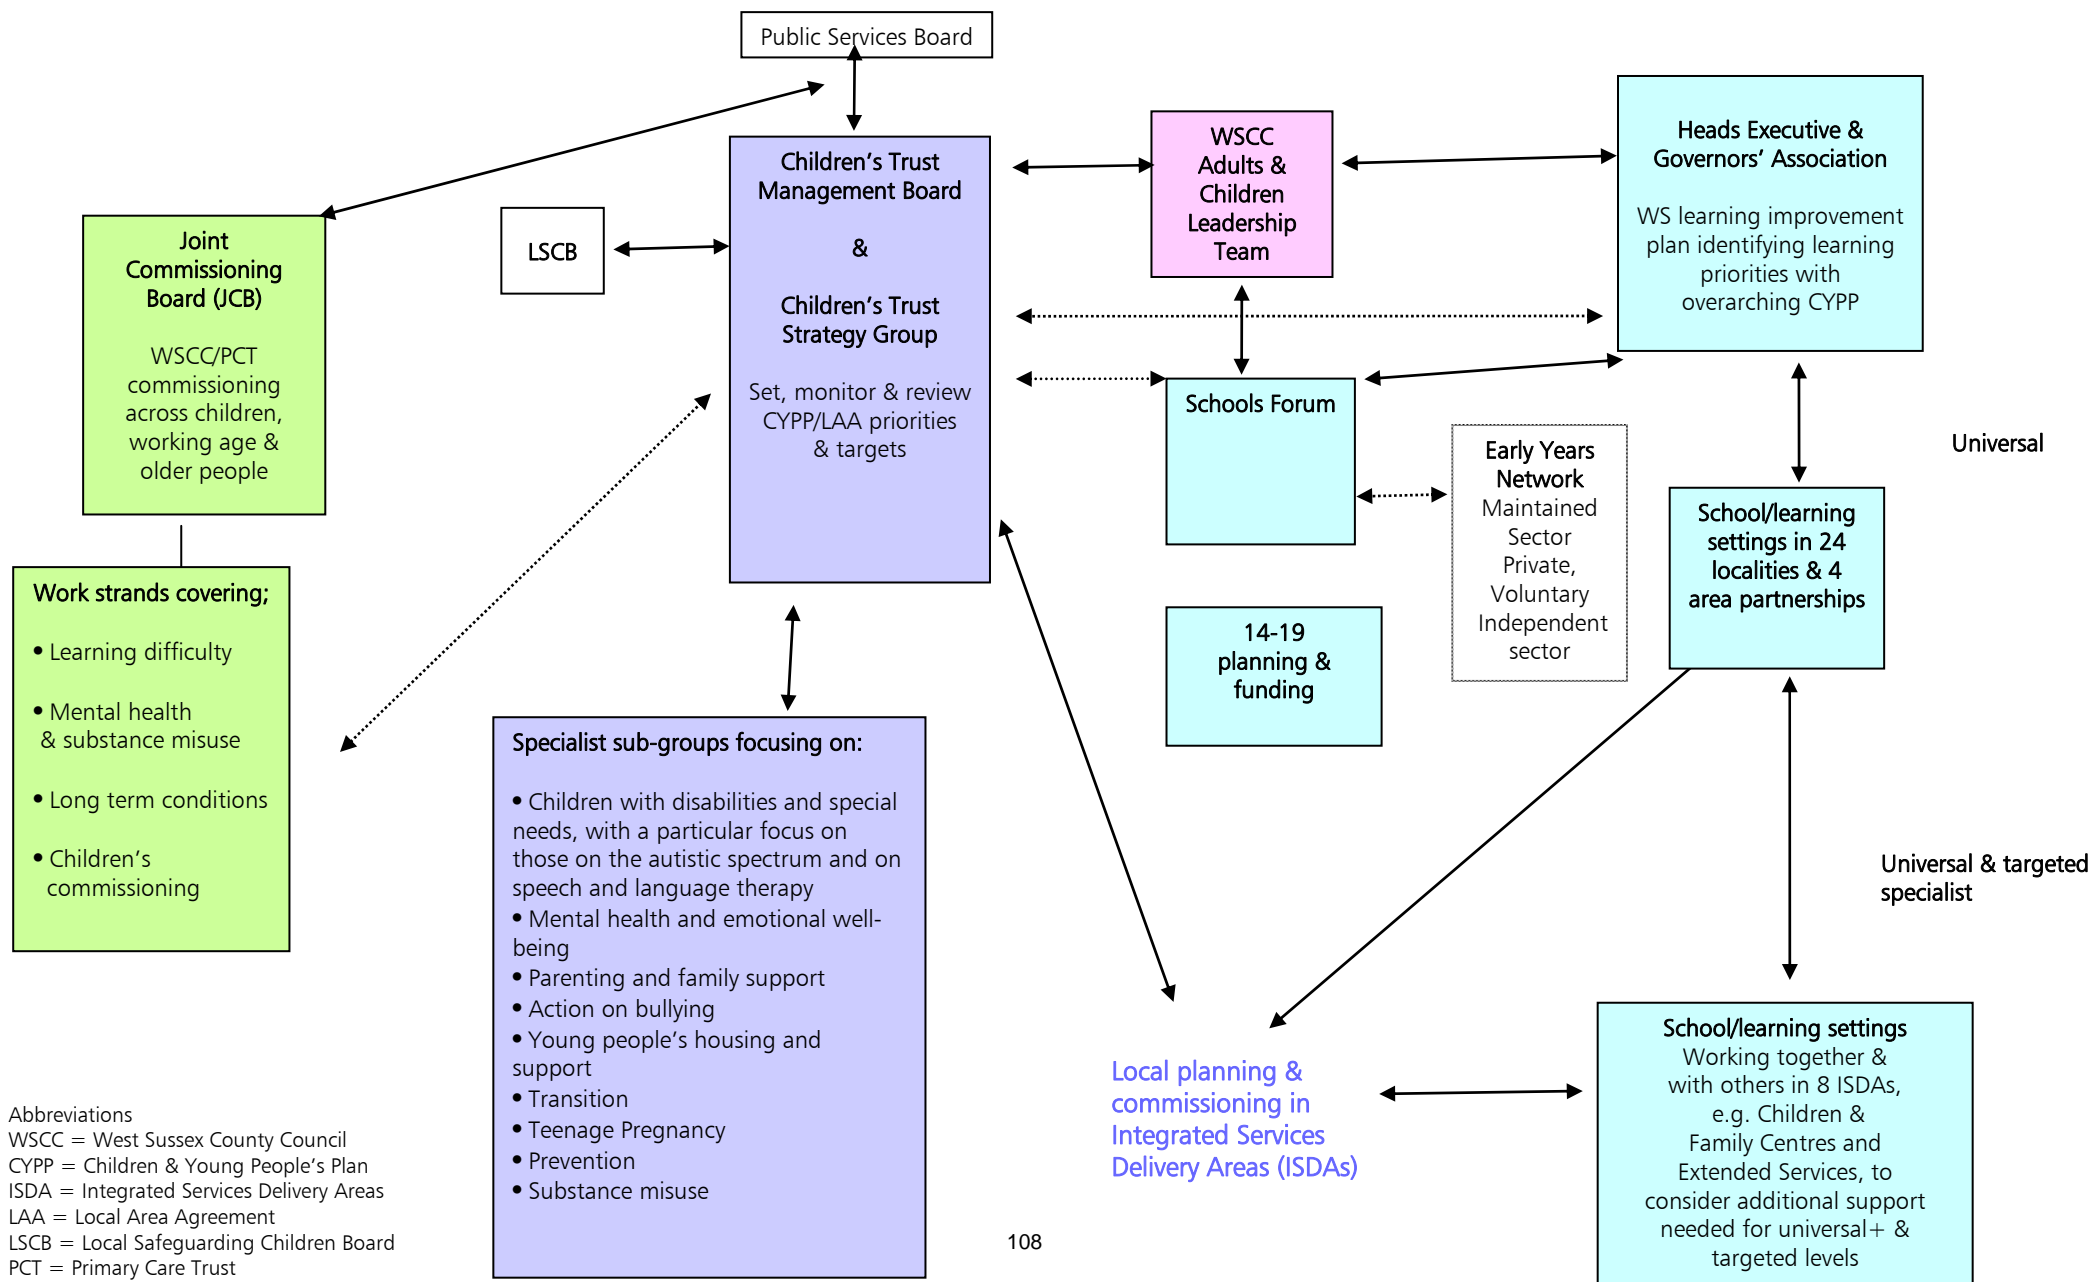 Public Services Board
Joint
Commissioning
Board (JCB)
WSCC/PCT
commissioning
across children,
working age &
older people
Work strands covering;
• Learning difficulty
• Mental health
& substance misuse
• Long term conditions
• Children’s
commissioning
LSCB
Children’s Trust
Management Board
&
Children’s Trust
Strategy Group
Set, monitor & review
CYPP/LAA priorities
& targets
Specialist sub-groups focusing on:
• Children with disabilities and special
needs, with a particular focus on
those on the autistic spectrum and on
speech and language therapy
• Mental health and emotional well-
being
• Parenting and family support
• Action on bullying
• Young people’s housing and
support
• Transition
• Teenage Pregnancy
• Prevention
• Substance misuse
WSCC
Adults &
Children
Leadership
Team
Schools Forum
Early Years
Network
Maintained
Sector
Private,
Voluntary
Independent
sector
14-19
planning &
funding
Heads Executive &
Governors’ Association
WS learning improvement
plan identifying learning
priorities with
overarching CYPP
Universal
School/learning
settings in 24
localities & 4
area partnerships
Universal & targeted
specialist
Local planning &
commissioning in
Integrated Services
Delivery Areas (ISDAs)
School/learning settings
Working together &
with others in 8 ISDAs,
e.g. Children &
Family Centres and
Extended Services, to
consider additional support
needed for universal+ &
targeted levels
Abbreviations
WSCC = West Sussex County Council
CYPP = Children & Young People’s Plan
ISDA = Integrated Services Delivery Areas
LAA = Local Area Agreement
LSCB = Local Safeguarding Children Board
PCT = Primary Care Trust
108